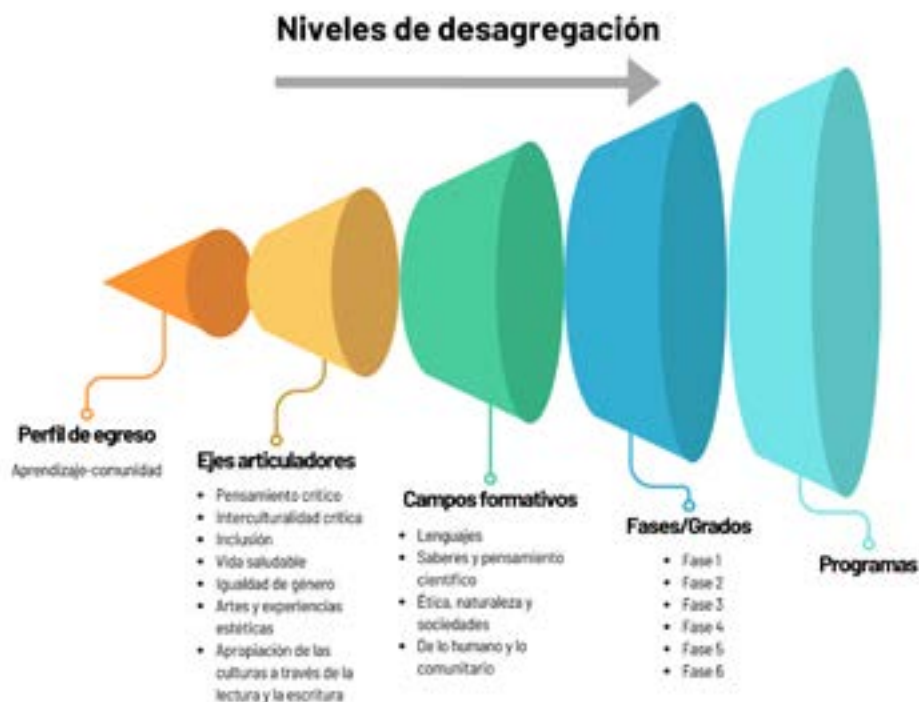 Niveles de desagregación
Perfil de egreso
Aprendizaje-comunidad
Ejes articuladores
• Pensamiento crítico
• Interculturalidad crítica
• Inclusión
• Vida saludable
• Igualdad de género
• Artes y experiencias
estéticas
• Apropiación de las
culturas a través de la
lectura y la escritura
Campos formativos
• Lenguajes
• Saberes y pensamiento
científico
• Ética, naturaleza y
sociedades
• De lo humano y lo
comunitario
Fases/Grados
• Fase 1
• Fase 2
• Fase 3
• Fase 4
• Fase 5
• Fase 6
Programas